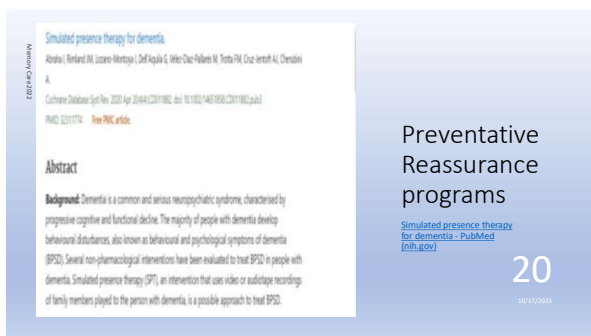 Memory Care 2022
Simulated presence therapy for dementia.
Abraha I, Rimland JM, Lozano-Montoya I, Dell'Aquila G, Vélez-Diaz-Pallarés M, Trotta FM, Cruz-Jentoft AJ, Cherubini
A.
Cochrane Database Syst Rev. 2020 Apr 20;4(4):CD011882. doi: 10.1002/14651858.CD011882.pub3.
PMID: 32311774 Free PMC article.
Abstract
Background: Dementia is a common and serious neuropsychiatric syndrome, characterised by
progressive cognitive and functional decline. The majority of people with dementia develop
behavioural disturbances, also known as behavioural and psychological symptoms of dementia
(BPSD). Several non-pharmacological interventions have been evaluated to treat BPSD in people with
dementia. Simulated presence therapy (SPT), an intervention that uses video or audiotape recordings
of family members played to the person with dementia, is a possible approach to treat BPSD.
Preventative
Reassurance
programs
Simulated presence therapy
for dementia - PubMed
(nih.gov)
20
10/17/2023